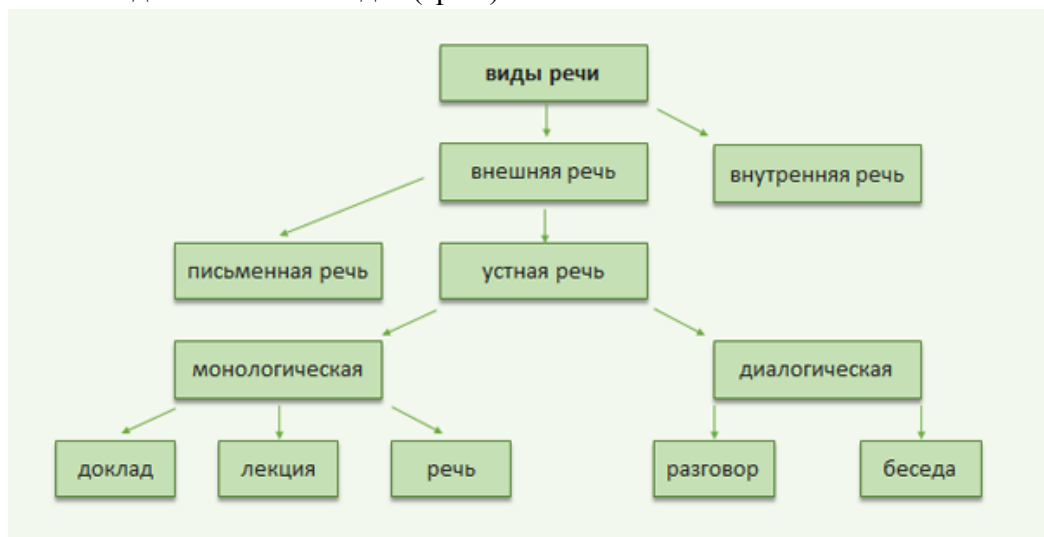 виды речи
внешняя речь
внутренняя речь
письменная речь
устная речь
монологическая
диалогическая
доклад
лекция
речь
разговор
беседа